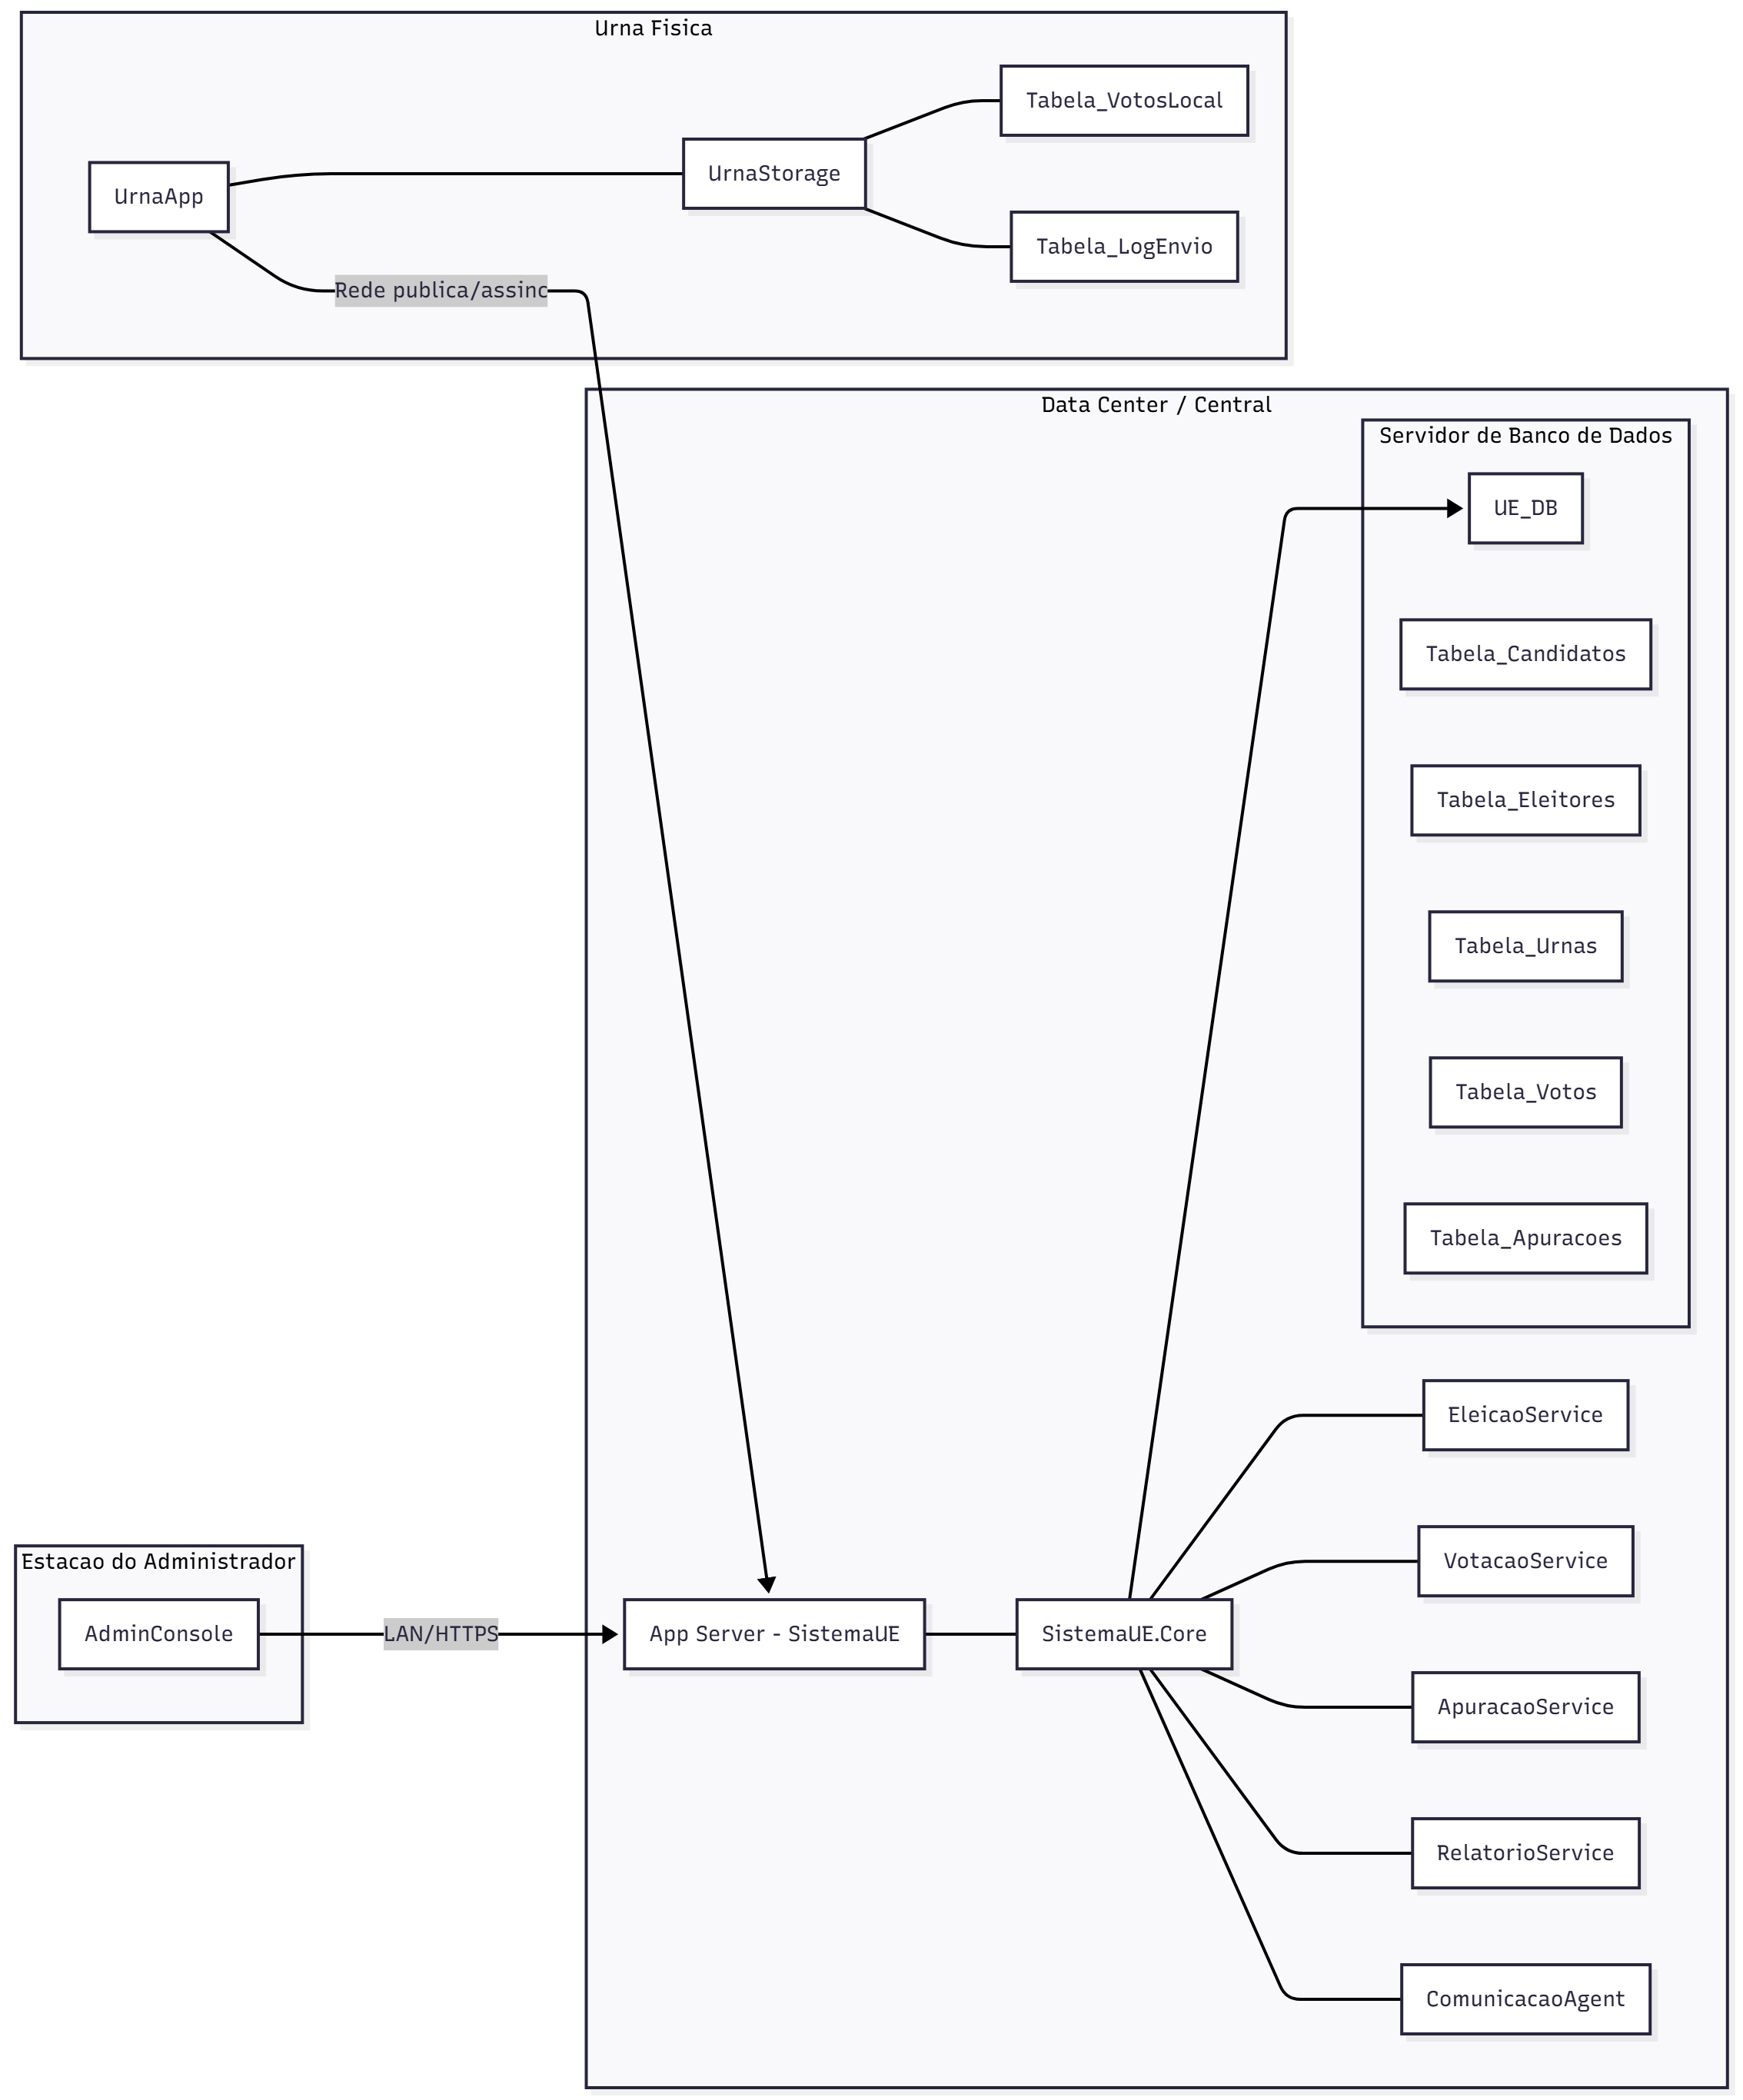 Urna Fisica
Tabela_VotosLocal
UrnaStorage
UrnaApp
Tabela_LogEnvio
Rede publica/assinc
Data Center / Central
Servidor de Banco de Dados
UE_DB
Tabela_Candidatos
Tabela_Eleitores
Tabela_Urnas
Tabela_Votos
Tabela_Apuracoes
EleicaoService
Estacao do Administrador
VotacaoService
AdminConsole
LAN/HTTPS
App Server - SistemaUE
SistemaUE.Core
ApuracaoService
RelatorioService
ComunicacaoAgent